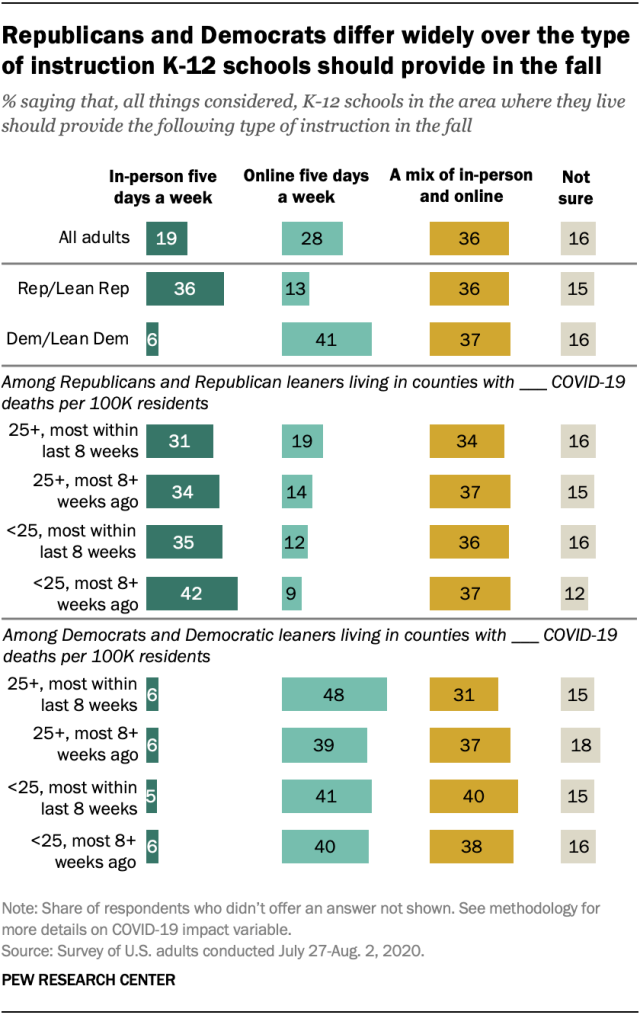 Republicans and Democrats differ widely over the type
of instruction K-12 schools should provide in the fall
% saying that, all things considered, K-12 schools in the area where they live
should provide the following type of instruction in the fall
In-person five days a week Online five days a week A mix of in-person and online Not sure
All adults 19 28 36 16
Rep/Lean Rep 36 13 36 15
Dem/Lean Dem 6 41 37 16
Among Republicans and Republican leaners living in counties with ___ COVID-19
deaths per 100K residents
25+, most within last 8 weeks 31 19 34 16
25+, most 8+ weeks ago 34 14 37 15
<25, most within last 8 weeks 35 12 36 16
<25, most 8+ weeks ago 42 9 37 12
Among Democrats and Democratic leaners living in counties with ___ COVID-19
deaths per 100K residents
25+, most within last 8 weeks 6 48 31 15
25+, most 8+ weeks ago 6 39 37 18
<25, most within last 8 weeks 5 41 40 15
<25, most 8+ weeks ago 6 40 38 16
Note: Share of respondents who didn’t offer an answer not shown. See methodology for
more details on COVID-19 impact variable.
Source: Survey of U.S. adults conducted July 27-Aug. 2, 2020.
PEW RESEARCH CENTER